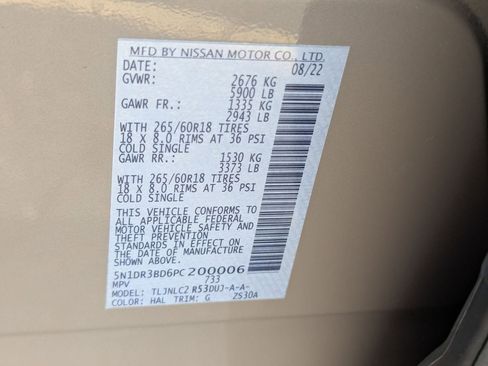 MFD BY NISSAN MOTOR CO., LTD.
DATE: 08/22
GVWR: 2676 KG
5900 LB
GAWR FR.: 1335 KG
2943 LB
WITH 265/60R18 TIRES
18 X 8.0 RIMS AT 36 PSI
COLD SINGLE
GAWR RR.: 1530 KG
3373 LB
WITH 265/60R18 TIRES
18 X 8.0 RIMS AT 36 PSI
COLD SINGLE
THIS VEHICLE CONFORMS TO
ALL APPLICABLE FEDERAL
MOTOR VEHICLE SAFETY AND
THEFT PREVENTION
STANDARDS IN EFFECT ON
THE DATE OF MANUFACTURE
SHOWN ABOVE
5N1DR3BD6PC200006
MPV 733
MODEL: TLJNLC2 R53DUJ-A-A-
COLOR: HAL TRIM: G ZS30A